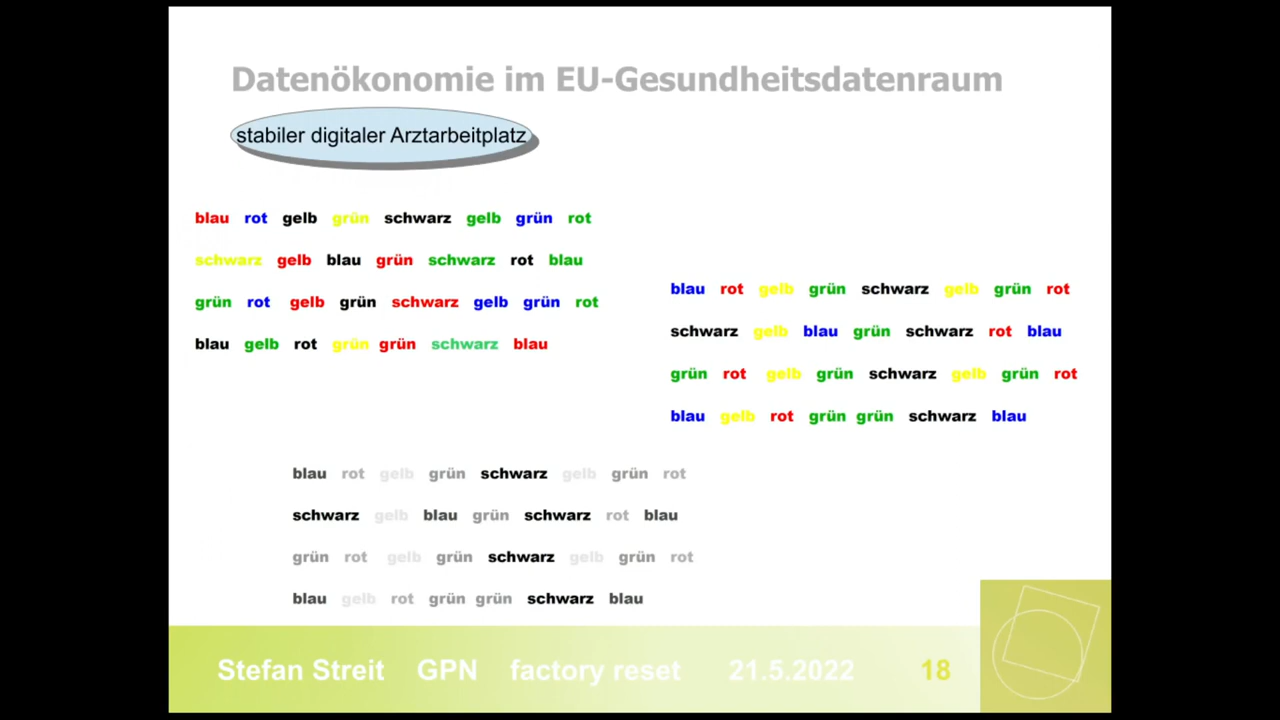 Datenökonomie im EU-Gesundheitsdatenraum
stabiler digitaler Arztarbeitplatz
blau rot gelb grün schwarz gelb grün rot
schwarz gelb blau grün schwarz rot blau
grün rot gelb grün schwarz gelb grün rot
blau gelb rot grün grün schwarz blau
blau rot gelb grün schwarz gelb grün rot
schwarz gelb blau grün schwarz rot blau
grün rot gelb grün schwarz gelb grün rot
blau gelb rot grün grün schwarz blau
blau rot gelb grün schwarz gelb grün rot
schwarz gelb blau grün schwarz rot blau
grün rot gelb grün schwarz gelb grün rot
blau gelb rot grün grün schwarz blau
Stefan Streit GPN factory reset 21.5.2022 18